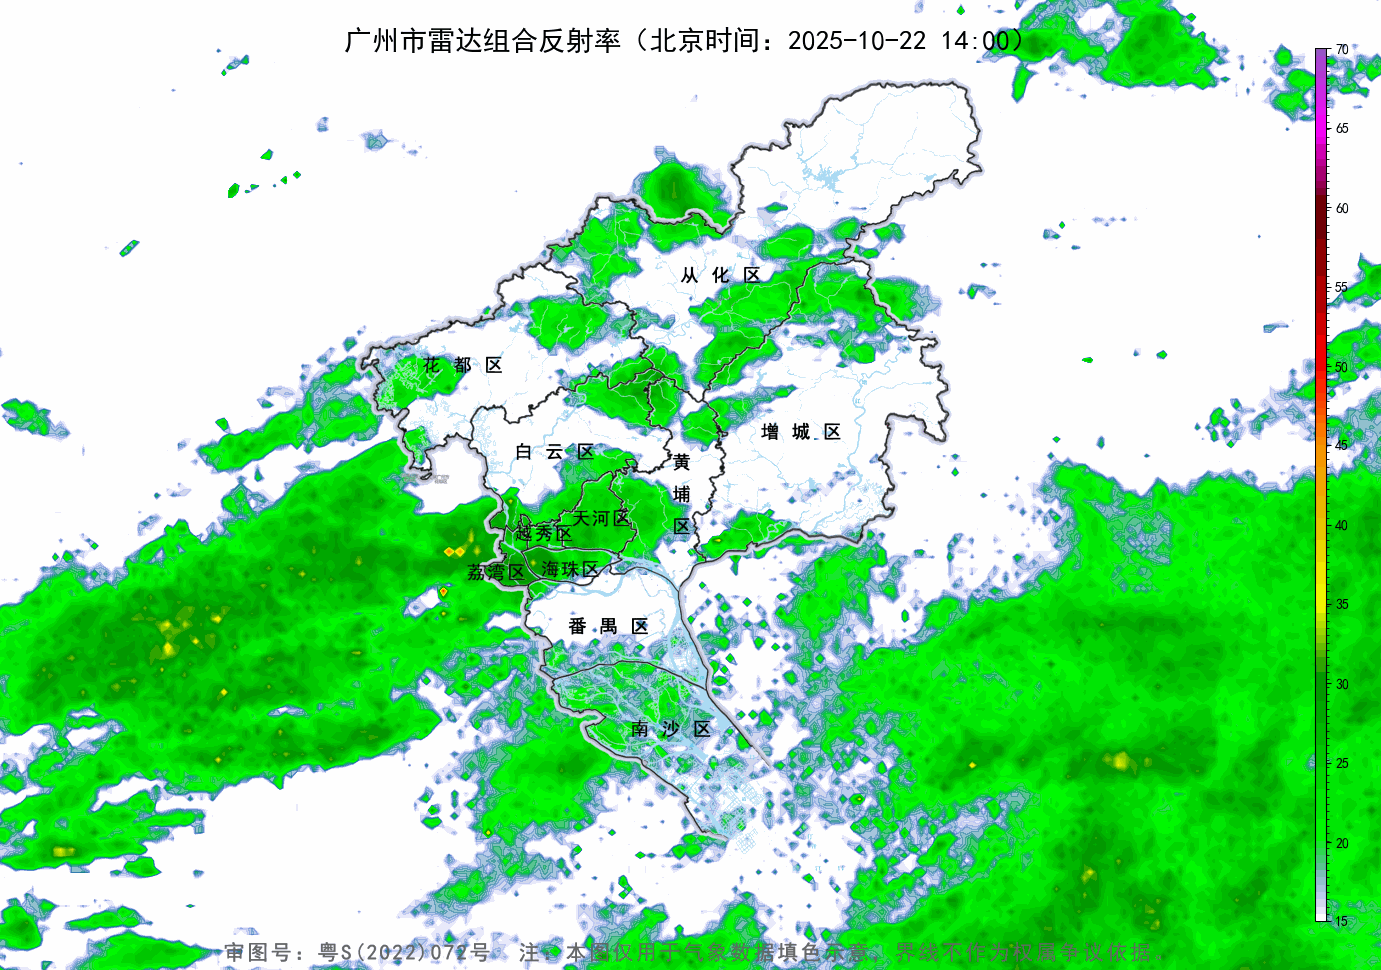 广州市雷达组合反射率（北京时间：2025-10-22 14:00）
70
65
60
55
50
45
40
35
30
25
20
15
从化区
花都区
增城区
白云区
黄埔区
天河区
越秀区
荔湾区
海珠区
番禺区
南沙区
审图号：粤S(2022)072号 注：本图仅用于气象数据填色示意，界线不作为权属争议依据。